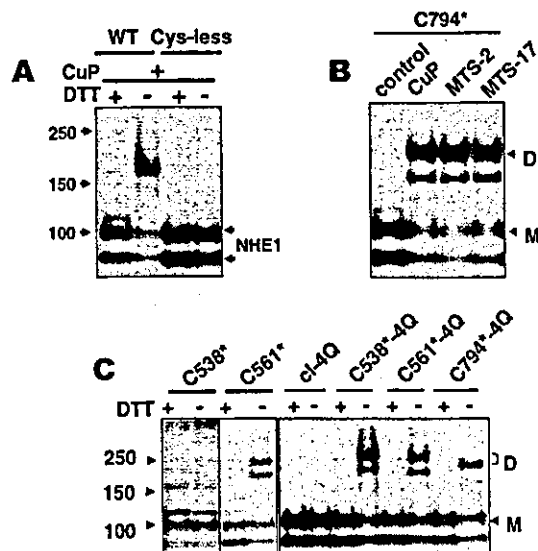 WT Cys-less
A
CuP +
DTT + - + -
250
150
100
NHE1
C794*
B
control CuP MTS-2 MTS-17
D
M
C
C538* C561* cl-4Q C538*-4Q C561*-4Q C794*-4Q
DTT + - + - + - + - + - + -
250
150
100
D
M